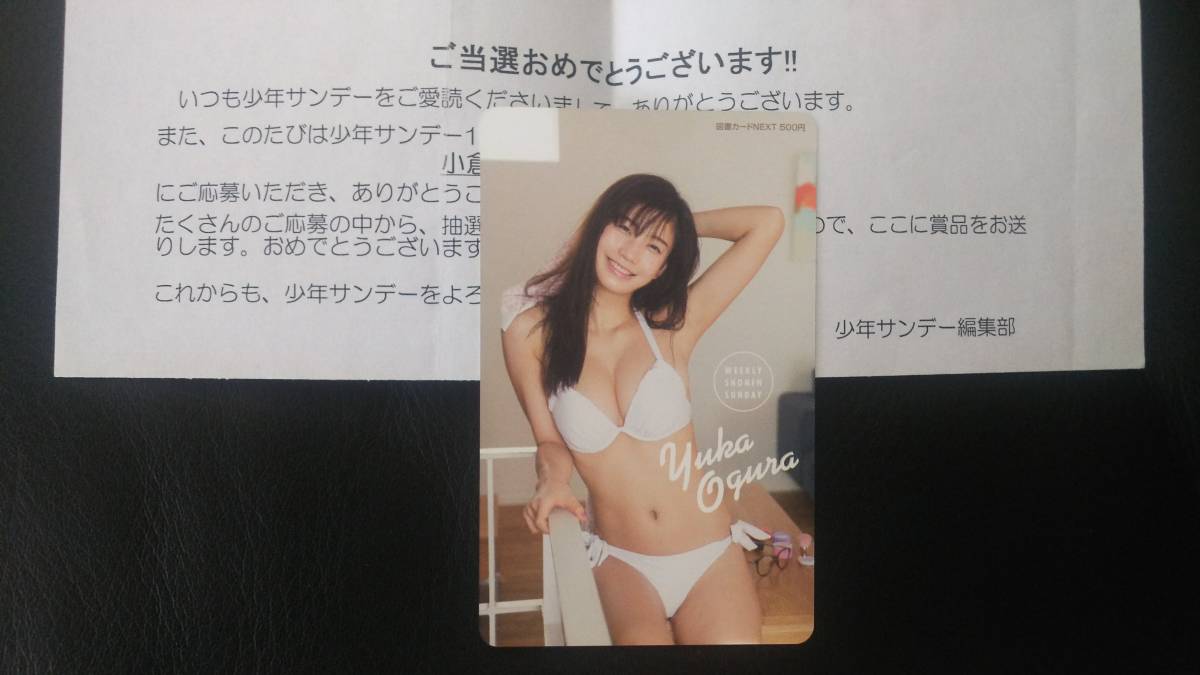 ご当選おめでとうございます!!
いつも少年サンデーをご愛読くださいまして、ありがとうございます。
また、このたびは少年サンデー1
小倉
にご応募いただき、ありがとうご
たくさんのご応募の中から、抽選 ので、ここに賞品をお送
りします。おめでとうございます
これからも、少年サンデーをよろ
少年サンデー編集部
図書カードNEXT 500円
WEEKLY
SHONEN
SUNDAY
Yuka
Ogura